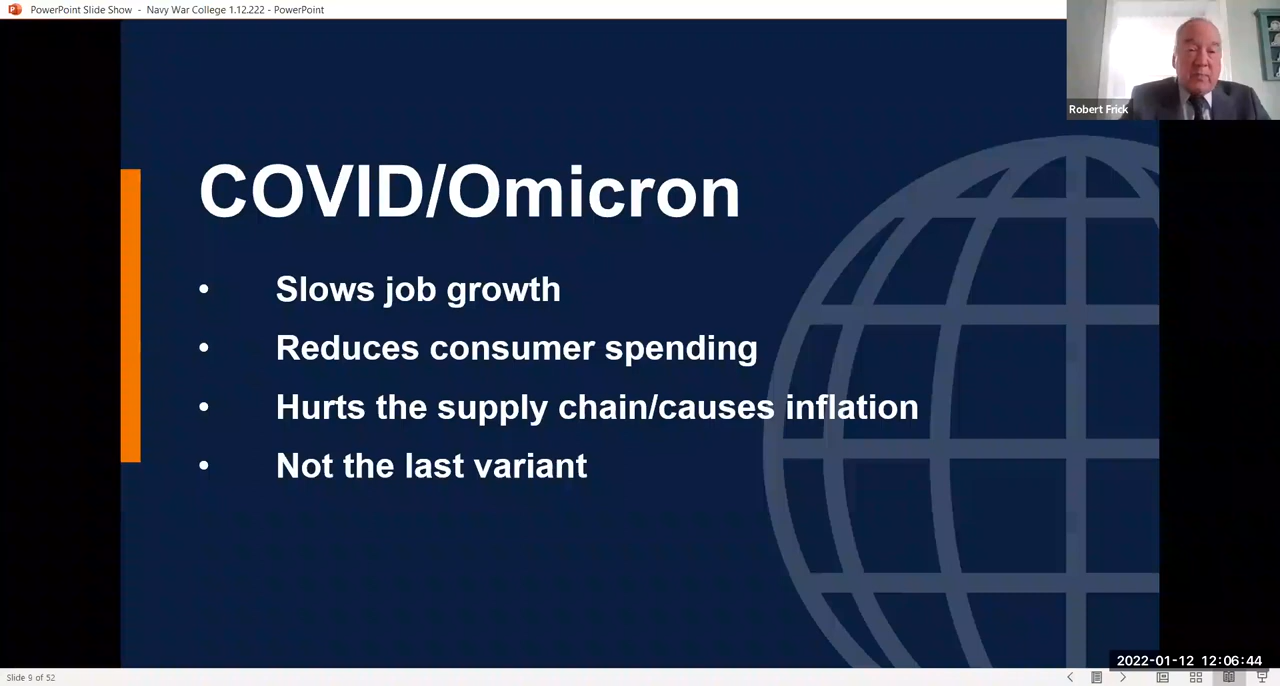 PowerPoint Slide Show - Navy War College 1.12.222 - PowerPoint
Robert Frick
COVID/Omicron
• Slows job growth
• Reduces consumer spending
• Hurts the supply chain/causes inflation
• Not the last variant
2022-01-12 12:06:44
Slide 9 of 52